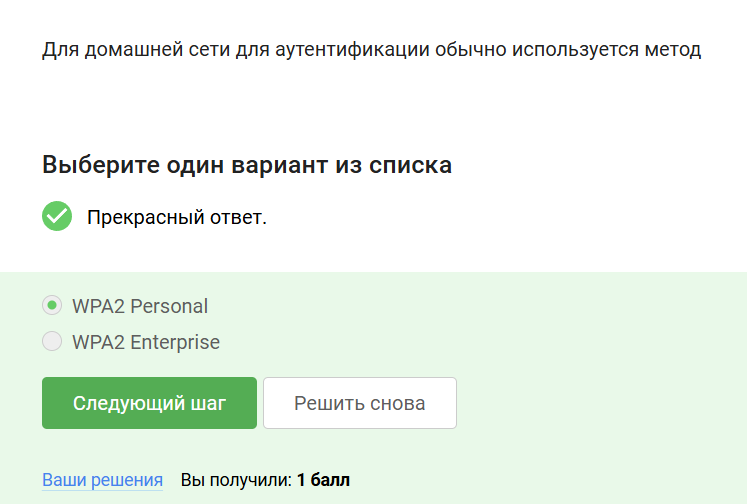 Для домашней сети для аутентификации обычно используется метод
Выберите один вариант из списка
Прекрасный ответ.
WPA2 Personal
WPA2 Enterprise
Следующий шаг Решить снова
Ваши решения Вы получили: 1 балл